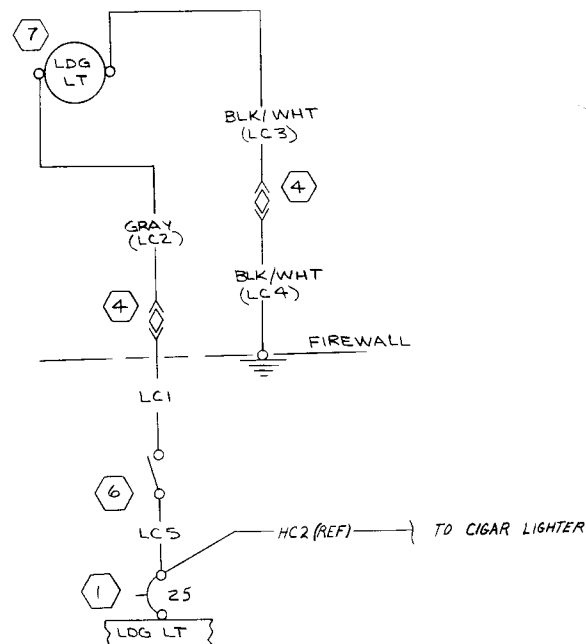 7
LDG
LT
BLK/WHT
(LC3)
4
GRAY
(LC2)
BLK/WHT
(LC4)
4
FIREWALL
LC1
6
LC5
HC2 (REF)
TO CIGAR LIGHTER
1
25
LDG LT